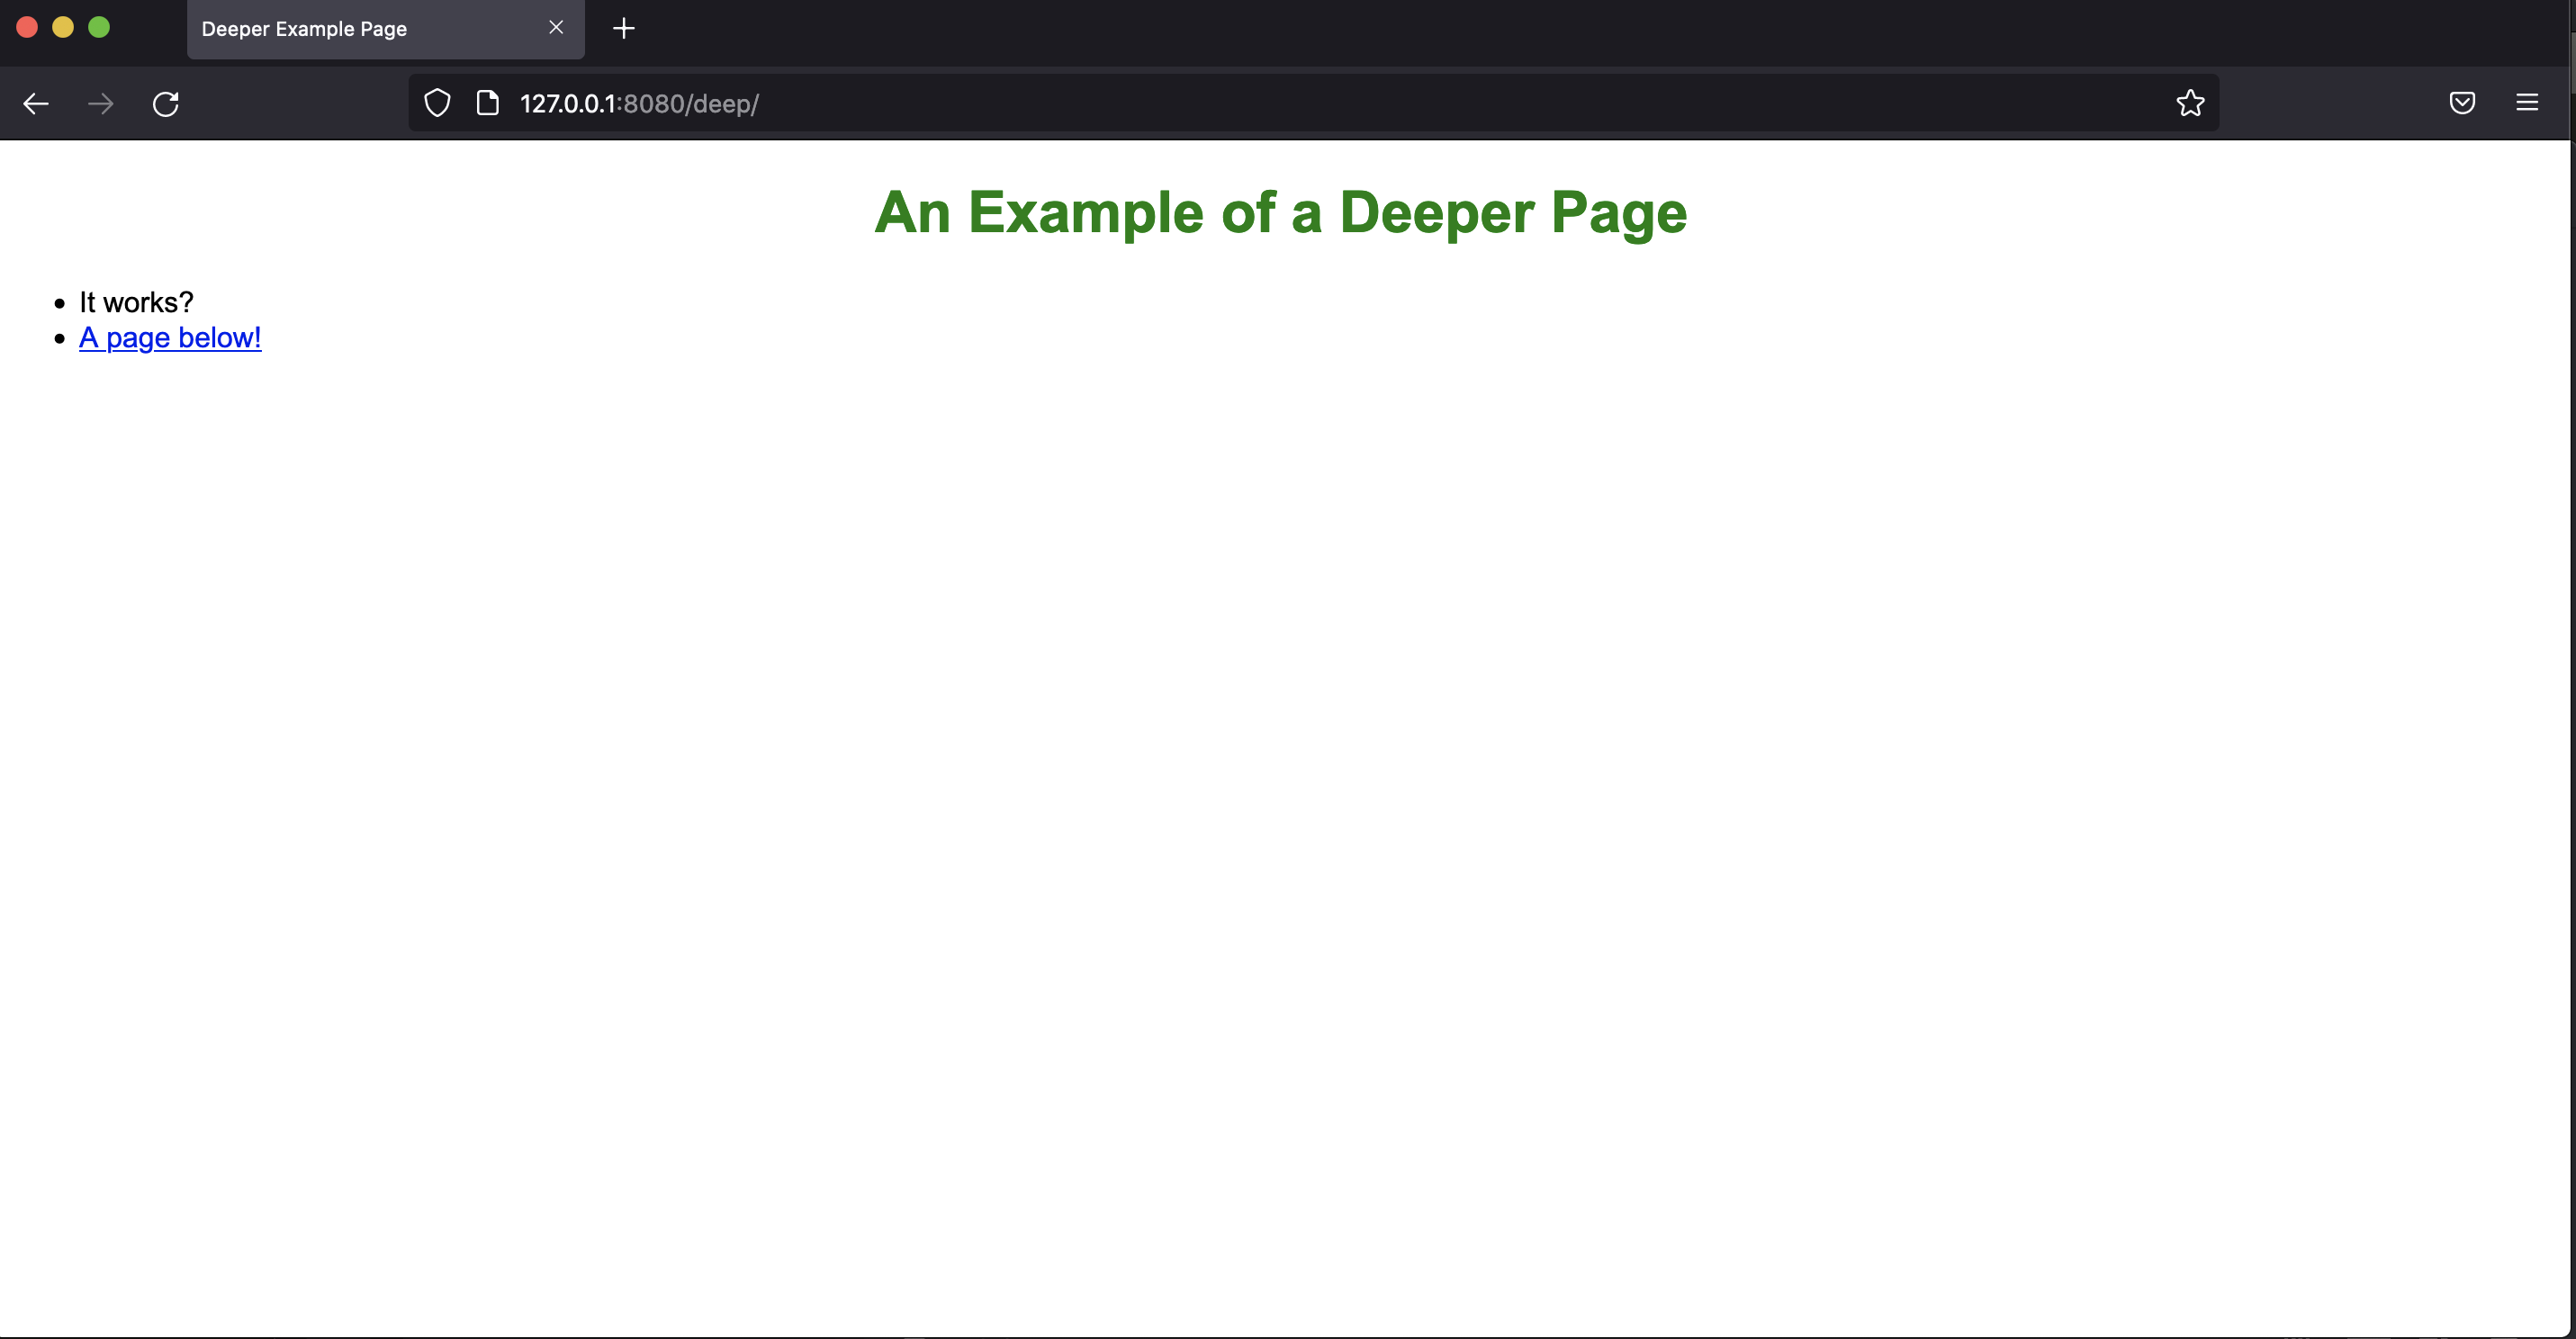 Deeper Example Page
127.0.0.1:8080/deep/
An Example of a Deeper Page
It works?
A page below!